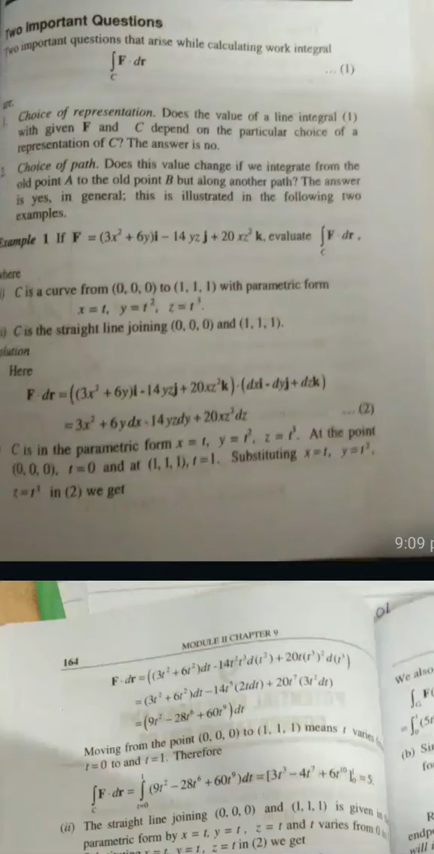 Two Important Questions
Two important questions that arise while calculating work integral
∫F · dr
C
... (1)
1. Choice of representation. Does the value of a line integral (1)
with given F and C depend on the particular choice of a
representation of C? The answer is no.
2. Choice of path. Does this value change if we integrate from the
old point A to the old point B but along another path? The answer
is yes, in general; this is illustrated in the following two
examples.
Example 1 If F = (3x² + 6y)i − 14 yz j + 20 xz² k, evaluate ∫F · dr,
C
where
C is a curve from (0, 0, 0) to (1, 1, 1) with parametric form
x = t, y = t², z = t³.
C is the straight line joining (0, 0, 0) and (1, 1, 1).
olution
Here
F · dr = ((3x² + 6y)i - 14yzj + 20xz²k)·(dxi - dyj + dzk)
= 3x² + 6y dx - 14yzdy + 20xz²dz ... (2)
C is in the parametric form x = t, y = t², z = t³. At the point
(0, 0, 0), t = 0 and at (1, 1, 1), t = 1. Substituting x = t, y = t²,
z = t³ in (2) we get
9:09
164
MODULE II CHAPTER 9
01
F · dr = ((3t² + 6t²)dt - 14t²t³d(t²) + 20t(t³)²d(t³)
= (3t² + 6t²)dt - 14t⁵(2tdt) + 20t⁷(3t²dt)
= (9t² - 28t⁶ + 60t⁹)dt
Moving from the point (0, 0, 0) to (1, 1, 1) means t varies
t = 0 to and t = 1. Therefore
∫F · dr = ∫(9t² - 28t⁶ + 60t⁹)dt = [3t³ - 4t⁷ + 6t¹⁰]¹₀ = 5.
C t=0
(ii) The straight line joining (0, 0, 0) and (1, 1, 1) is given in
parametric form by x = t, y = t, z = t and t varies from 0
x = t, y = t, z = t in (2) we get
We also
(b) Sin
fo
endp
will i